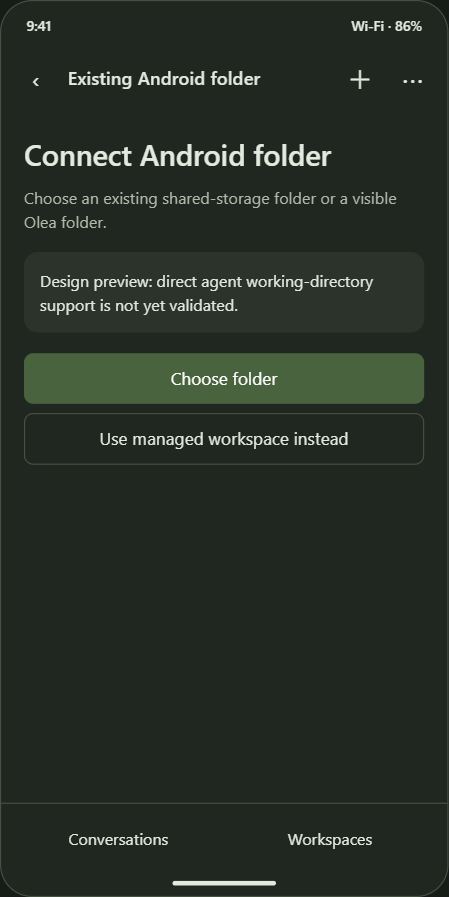 9:41
Wi-Fi · 86%
‹ Existing Android folder + ...
Connect Android folder
Choose an existing shared-storage folder or a visible
Olea folder.
Design preview: direct agent working-directory
support is not yet validated.
Choose folder
Use managed workspace instead
Conversations
Workspaces